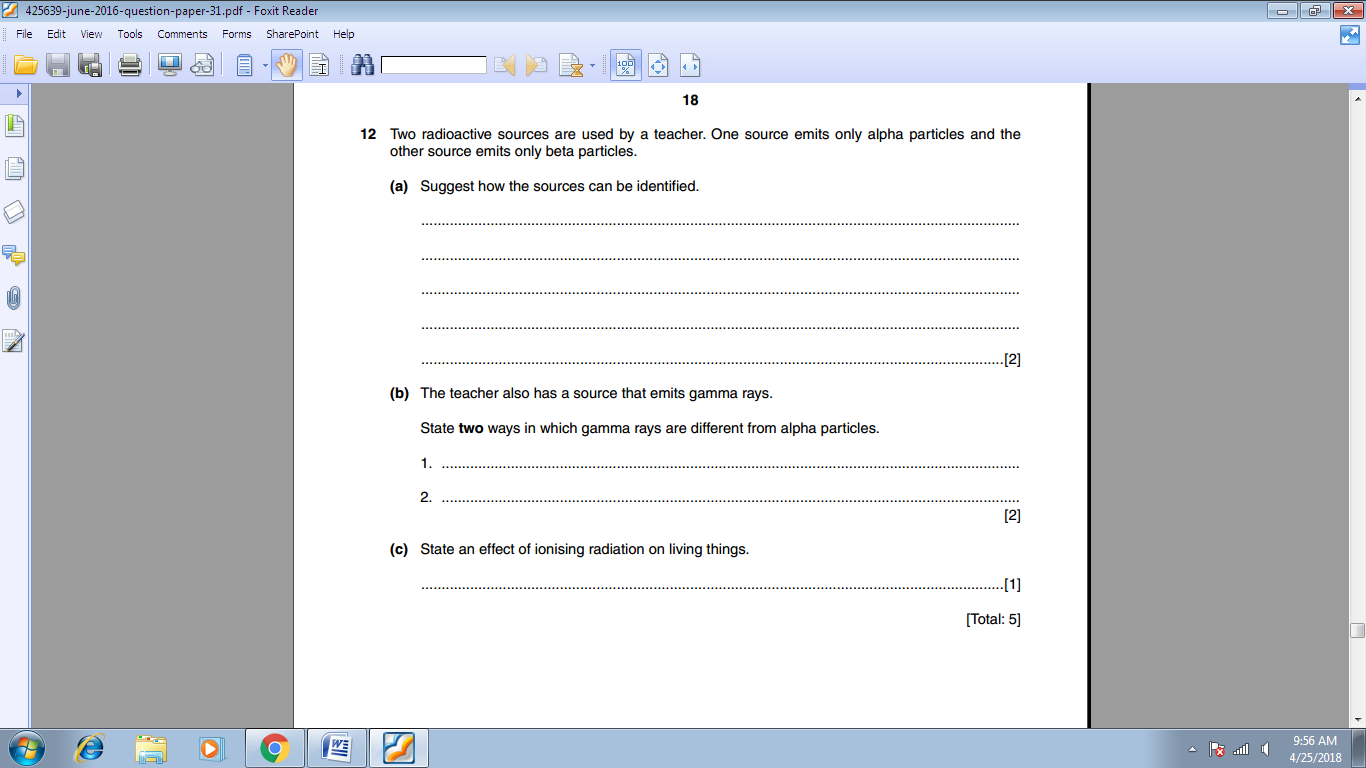 425639-june-2016-question-paper-31.pdf - Foxit Reader
File Edit View Tools Comments Forms SharePoint Help
100%
18
12 Two radioactive sources are used by a teacher. One source emits only alpha particles and the
other source emits only beta particles.
(a) Suggest how the sources can be identified.
..........................................................................................................................................
..........................................................................................................................................
..........................................................................................................................................
..........................................................................................................................................
......................................................................................................................................[2]
(b) The teacher also has a source that emits gamma rays.
State two ways in which gamma rays are different from alpha particles.
1. .....................................................................................................................................
2. .....................................................................................................................................
[2]
(c) State an effect of ionising radiation on living things.
......................................................................................................................................[1]
[Total: 5]
9:56 AM
4/25/2018